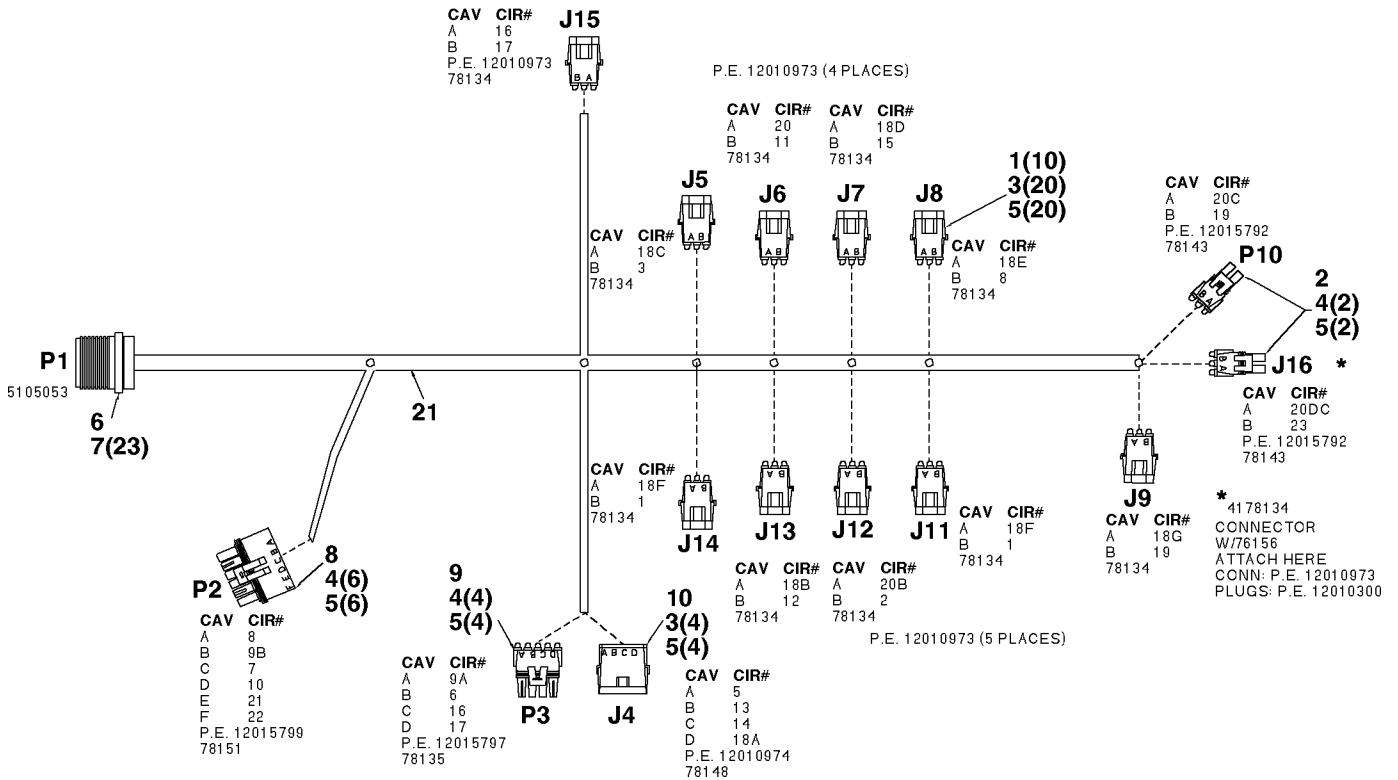 CAV CIR#
A 16
B 17
P.E. 12010973
78134
J15
B A
P.E. 12010973 (4 PLACES)
CAV CIR#
A 20
B 11
78134
CAV CIR#
A 18D
B 15
78134
J5
A B
J6
A B
J7
A B
J8
A B
1(10)
3(20)
5(20)
CAV CIR#
A 18C
B 3
78134
CAV CIR#
A 18E
B 8
78134
CAV CIR#
A 20C
B 19
P.E. 12015792
78143
P10
B A
2
4(2)
5(2)
P1
5105053
6
7(23)
21
J16 *
B A
CAV CIR#
A 20DC
B 23
P.E. 12015792
78143
CAV CIR#
A 18F
B 1
78134
B A
J14
B A
J13
B A
J12
B A
J11
CAV CIR#
A 18F
B 1
78134
B A
J9
CAV CIR#
A 18G
B 19
78134
*
4178134
CONNECTOR
W/76156
ATTACH HERE
CONN: P.E. 12010973
PLUGS: P.E. 12010300
CAV CIR#
A 18B
B 12
78134
CAV CIR#
A 20B
B 2
78134
P.E. 12010973 (5 PLACES)
P2
F E D C B A
8
4(6)
5(6)
CAV CIR#
A 8
B 9B
C 7
D 10
E 21
F 22
P.E. 12015799
78151
9
4(4)
5(4)
A B C D
P3
CAV CIR#
A 9A
B 6
C 16
D 17
P.E. 12015797
78135
10
3(4)
5(4)
A B C D
J4
CAV CIR#
A 5
B 13
C 14
D 18A
P.E. 12010974
78148